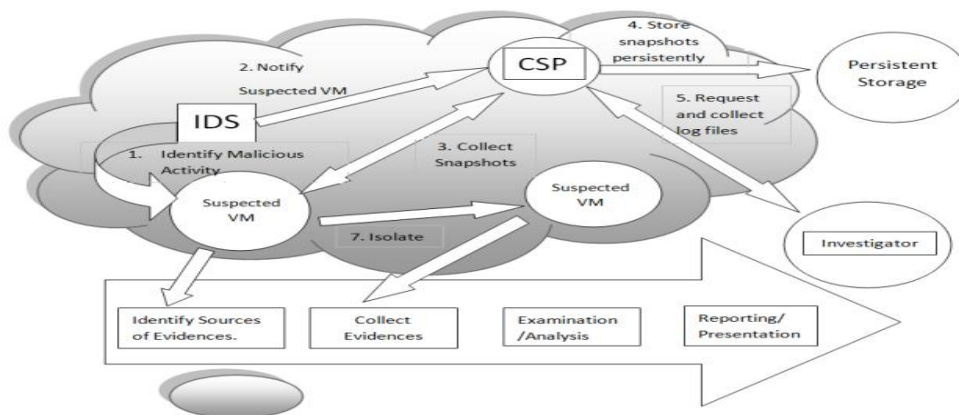 4. Store
snapshots
persistently
CSP
Persistent
Storage
2. Notify
Suspected VM
5. Request
and collect
log files
IDS
1. Identify Malicious
Activity
3. Collect
Snapshots
Suspected
VM
Suspected
VM
7. Isolate
Investigator
Identify Sources
of Evidences.
Collect
Evidences
Examination
/Analysis
Reporting/
Presentation